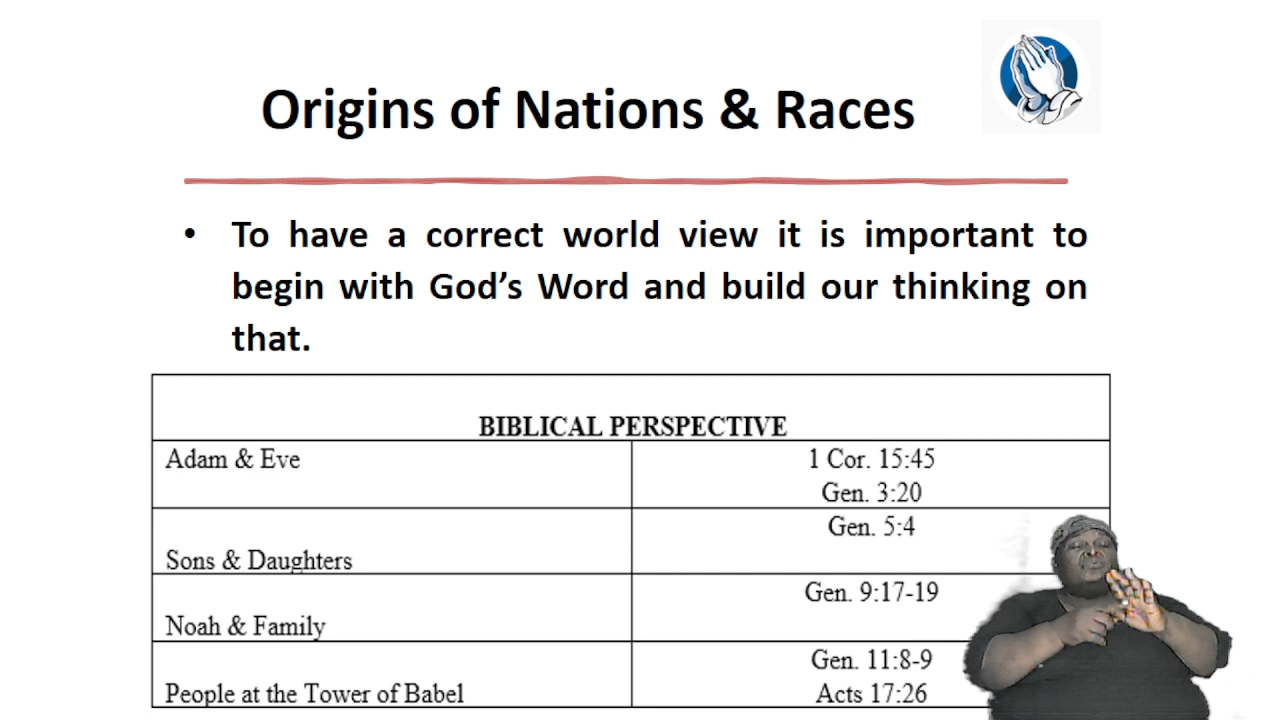 Origins of Nations & Races
• To have a correct world view it is important to
begin with God's Word and build our thinking on
that.
BIBLICAL PERSPECTIVE
Adam & Eve
1 Cor. 15:45
Gen. 3:20
Sons & Daughters
Gen. 5:4
Noah & Family
Gen. 9:17-19
People at the Tower of Babel
Gen. 11:8-9
Acts 17:26